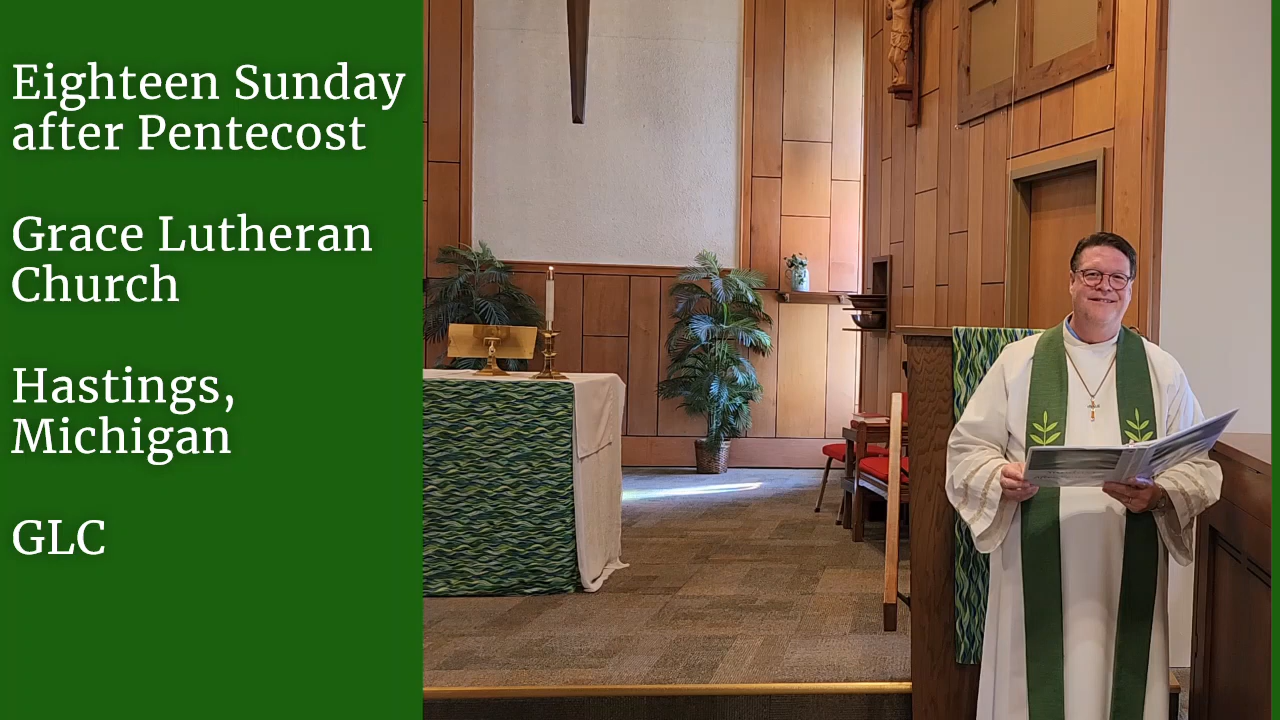 Eighteen Sunday
after Pentecost
Grace Lutheran
Church
Hastings,
Michigan
GLC